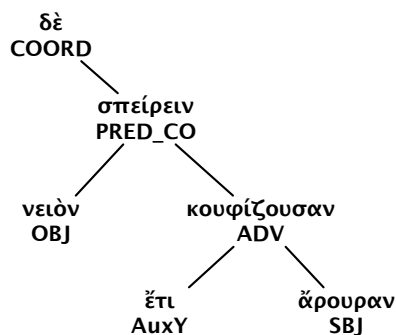 δὲ
COORD
σπείρειν
PRED_CO
νειὸν
OBJ
κουφίζουσαν
ADV
ἔτι
AuxY
ἄρουραν
SBJ